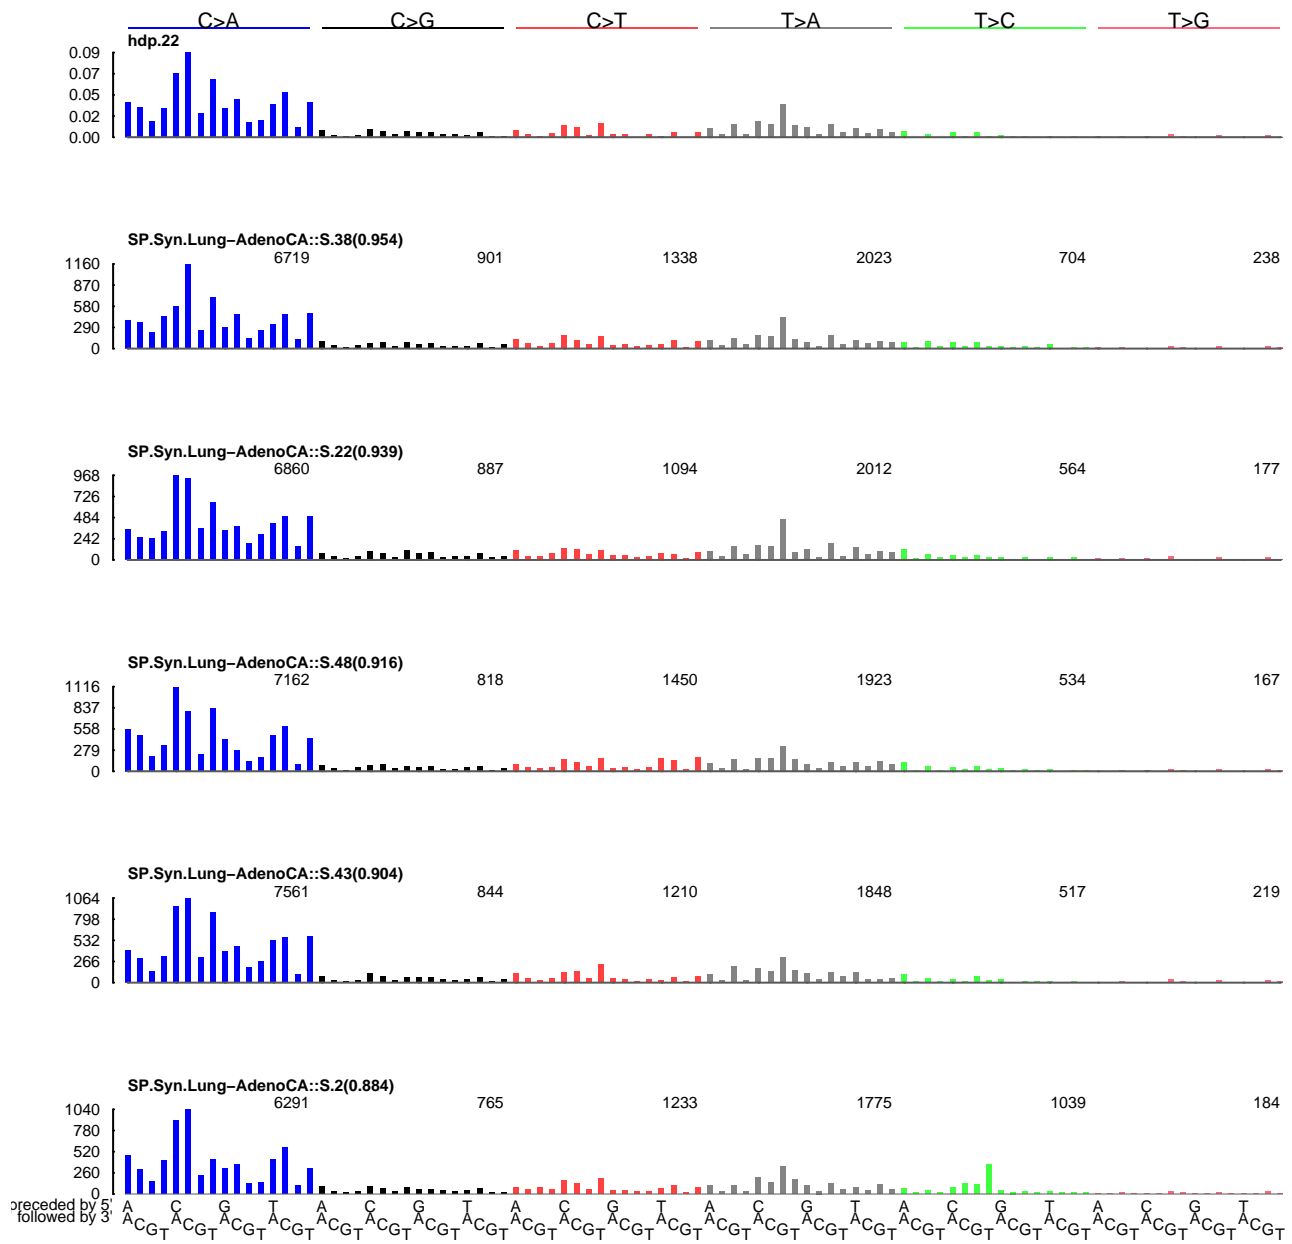 C>A C>G C>T T>A T>C T>G
hdp.22
0.09
0.07
0.05
0.02
0.00
SP.Syn.Lung−AdenoCA::S.38(0.954)
6719 901 1338 2023 704 238
1160
870
580
290
0
SP.Syn.Lung−AdenoCA::S.22(0.939)
6860 887 1094 2012 564 177
968
726
484
242
0
SP.Syn.Lung−AdenoCA::S.48(0.916)
7162 818 1450 1923 534 167
1116
837
558
279
0
SP.Syn.Lung−AdenoCA::S.43(0.904)
7561 844 1210 1848 517 219
1064
798
532
266
0
SP.Syn.Lung−AdenoCA::S.2(0.884)
6291 765 1233 1775 1039 184
1040
780
520
260
0
preceded by 5' A C G T A C G T A C G T A C G T A C G T A C G T
followed by 3' A C G T A C G T A C G T A C G T A C G T A C G T A C G T A C G T A C G T A C G T A C G T A C G T A C G T A C G T A C G T A C G T A C G T A C G T A C G T A C G T A C G T A C G T A C G T A C G T